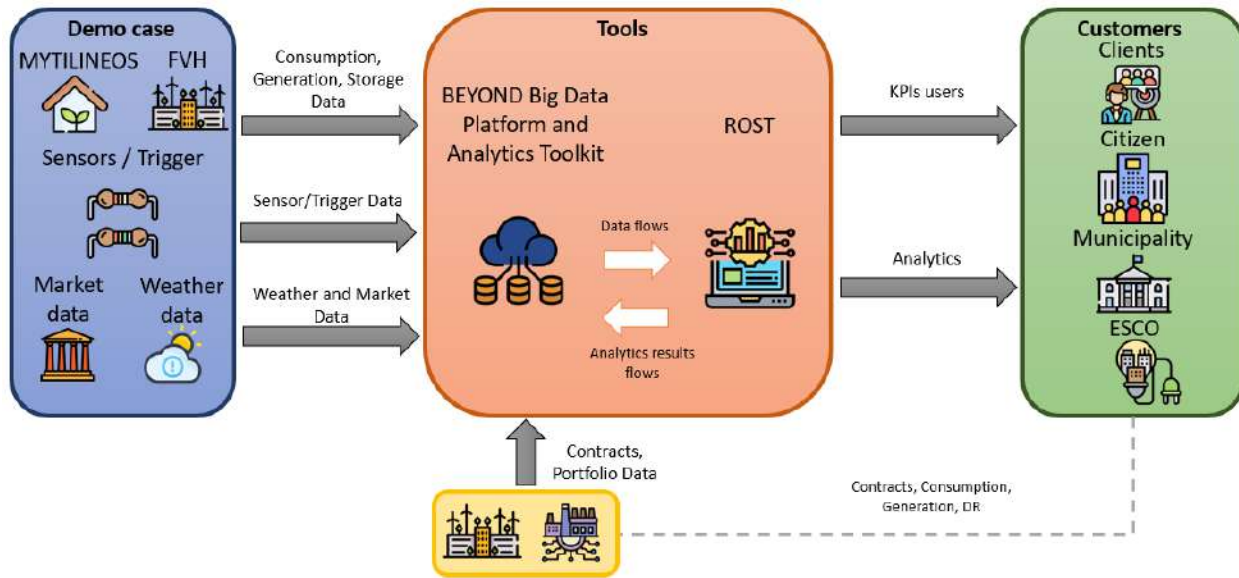 Demo case
MYTILINEOS
FVH
Sensors / Trigger
Market
data
Weather
data
Consumption,
Generation, Storage
Data
Sensor/Trigger Data
Weather and Market
Data
Tools
BEYOND Big Data
Platform and
Analytics Toolkit
ROST
Data flows
Analytics results
flows
Contracts,
Portfolio Data
KPIs users
Analytics
Customers
Clients
Citizen
Municipality
ESCO
Contracts, Consumption,
Generation, DR